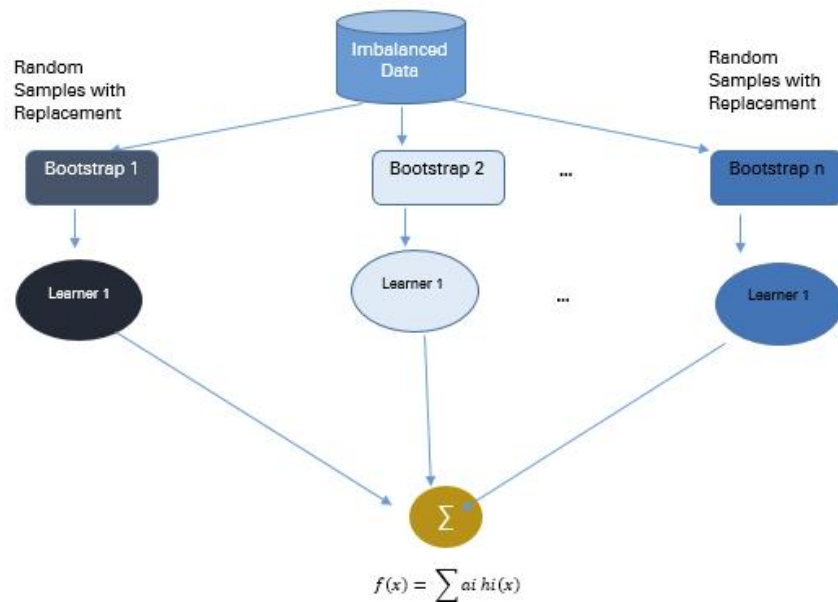 Imbalanced
Data
Random
Samples with
Replacement
Random
Samples with
Replacement
Bootstrap 1
Bootstrap 2
...
Bootstrap n
Learner 1
Learner 1
...
Learner 1
∑
f(x) = ∑ ai hi(x)